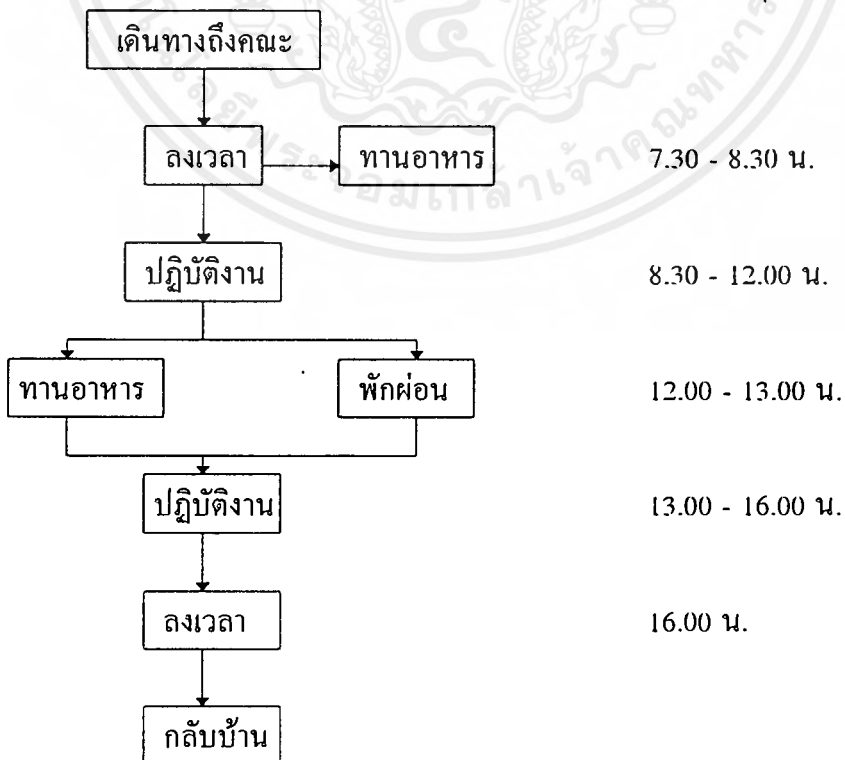 เดินทางถึงคณะ
ลงเวลา ทานอาหาร 7.30 - 8.30 น.
ปฏิบัติงาน 8.30 - 12.00 น.
ทานอาหาร พักผ่อน 12.00 - 13.00 น.
ปฏิบัติงาน 13.00 - 16.00 น.
ลงเวลา 16.00 น.
กลับบ้าน